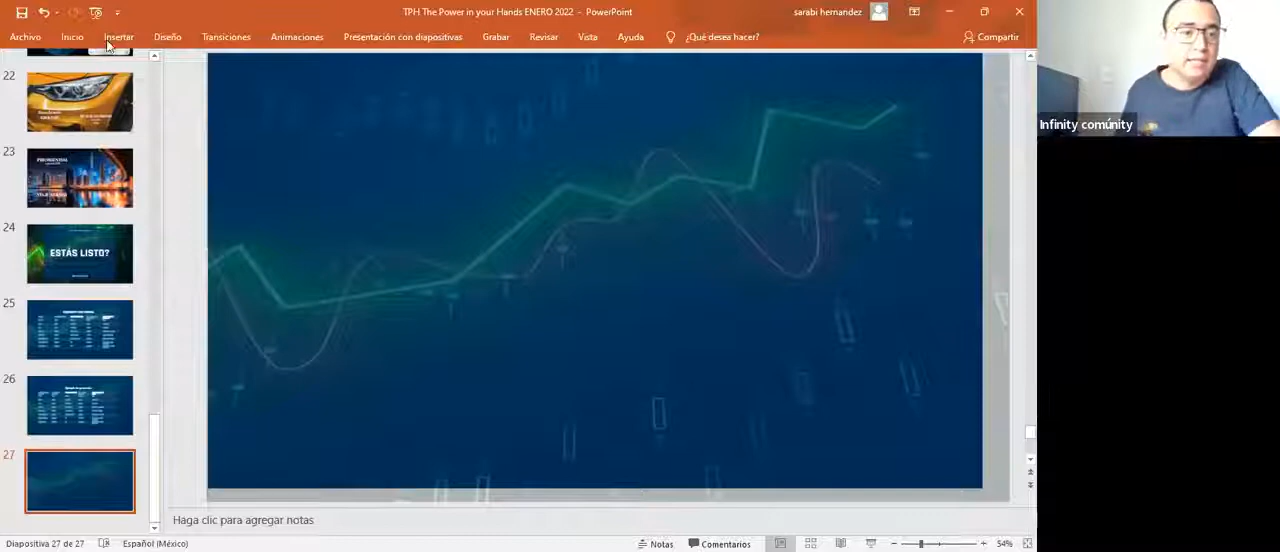 TPH The Power in your Hands ENERO 2022 – PowerPoint
sarabi hernandez
Archivo Inicio Insertar Diseño Transiciones Animaciones Presentación con diapositivas Grabar Revisar Vista Ayuda ¿Qué desea hacer? Compartir
Infinity comúnity
22
23
24
ESTÁS LISTO?
25
26
27
Haga clic para agregar notas
Diapositiva 27 de 27 Español (México) Notas Comentarios 54%